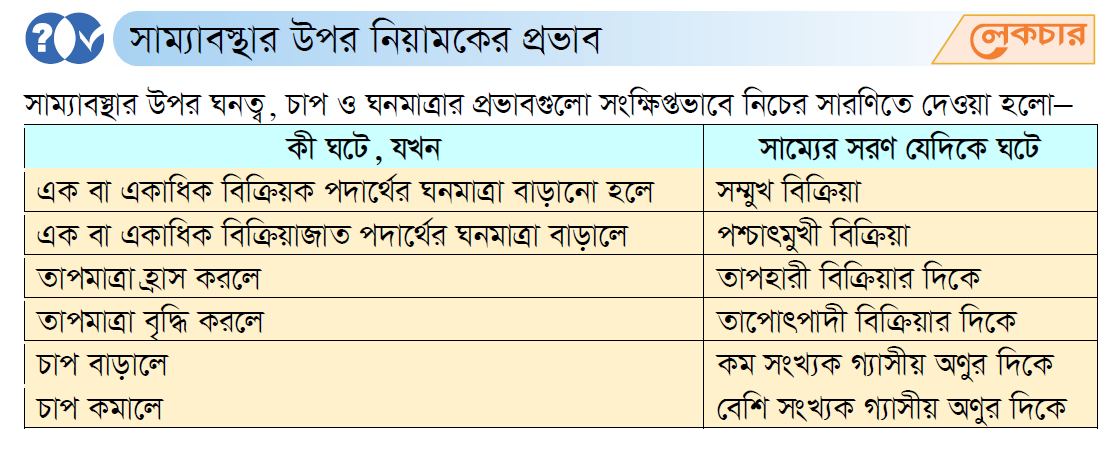 সাম্যাবস্থার উপর নিয়ামকের প্রভাব
লেকচার
সাম্যাবস্থার উপর ঘনত্ব, চাপ ও ঘনমাত্রার প্রভাবগুলো সংক্ষিপ্তভাবে নিচের সারণিতে দেওয়া হলো–
কী ঘটে, যখন সাম্যের সরণ যেদিকে ঘটে
এক বা একাধিক বিক্রিয়ক পদার্থের ঘনমাত্রা বাড়ানো হলে সম্মুখ বিক্রিয়া
এক বা একাধিক বিক্রিয়াজাত পদার্থের ঘনমাত্রা বাড়ালে পশ্চাৎমুখী বিক্রিয়া
তাপমাত্রা হ্রাস করলে তাপহারী বিক্রিয়ার দিকে
তাপমাত্রা বৃদ্ধি করলে তাপোৎপাদী বিক্রিয়ার দিকে
চাপ বাড়ালে কম সংখ্যক গ্যাসীয় অণুর দিকে
চাপ কমালে বেশি সংখ্যক গ্যাসীয় অণুর দিকে